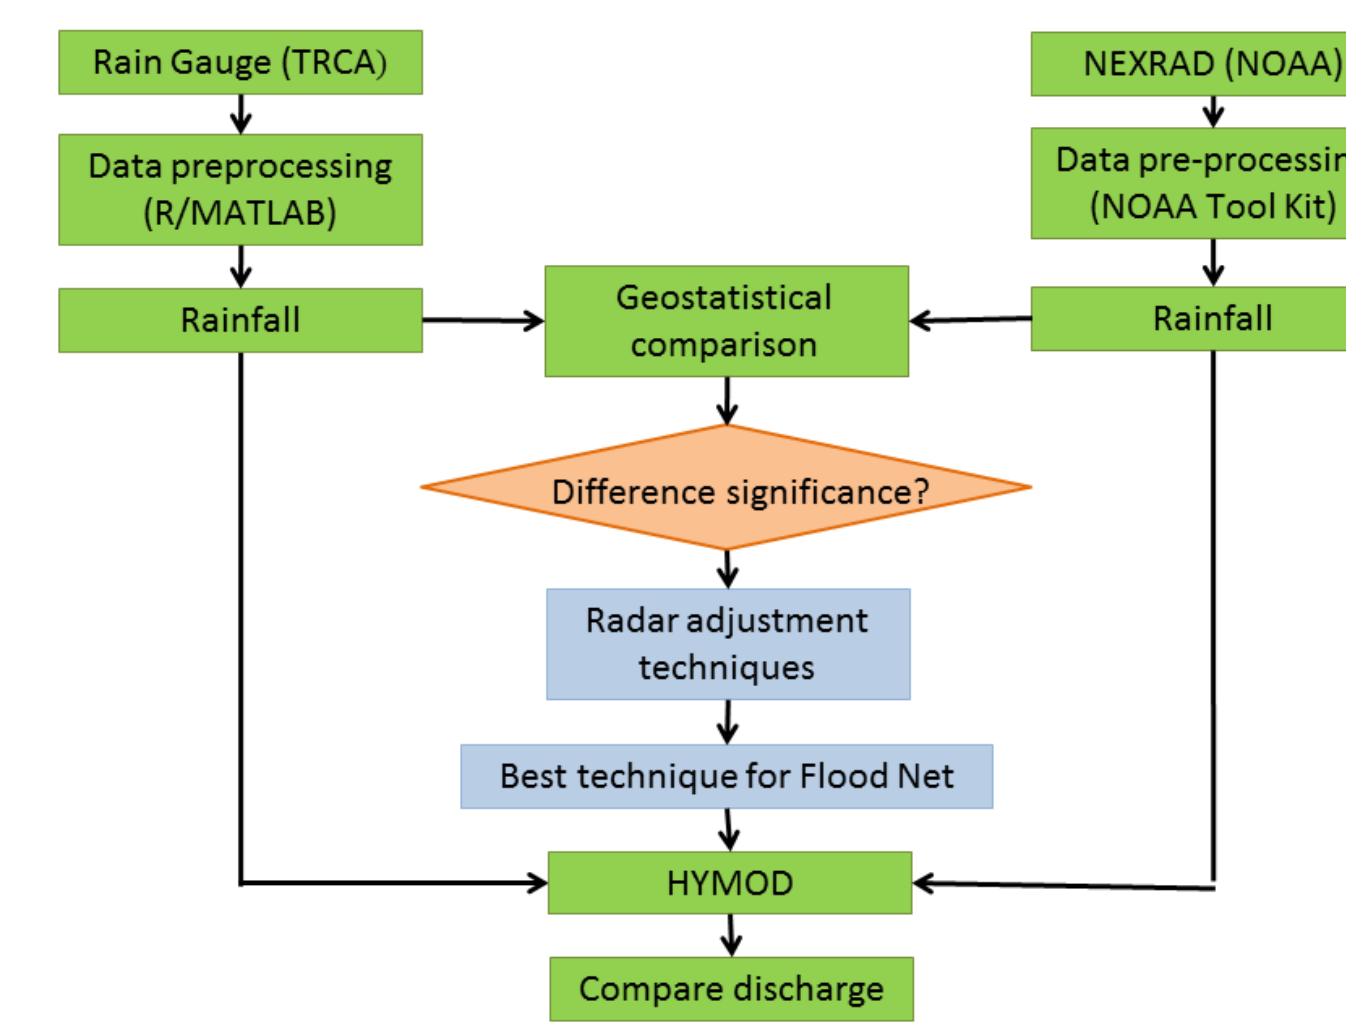 Rain Gauge (TRCA)
Data preprocessing
(R/MATLAB)
Rainfall
NEXRAD (NOAA)
Data pre-processin
(NOAA Tool Kit)
Rainfall
Geostatistical
comparison
Difference significance?
Radar adjustment
techniques
Best technique for Flood Net
HYMOD
Compare discharge